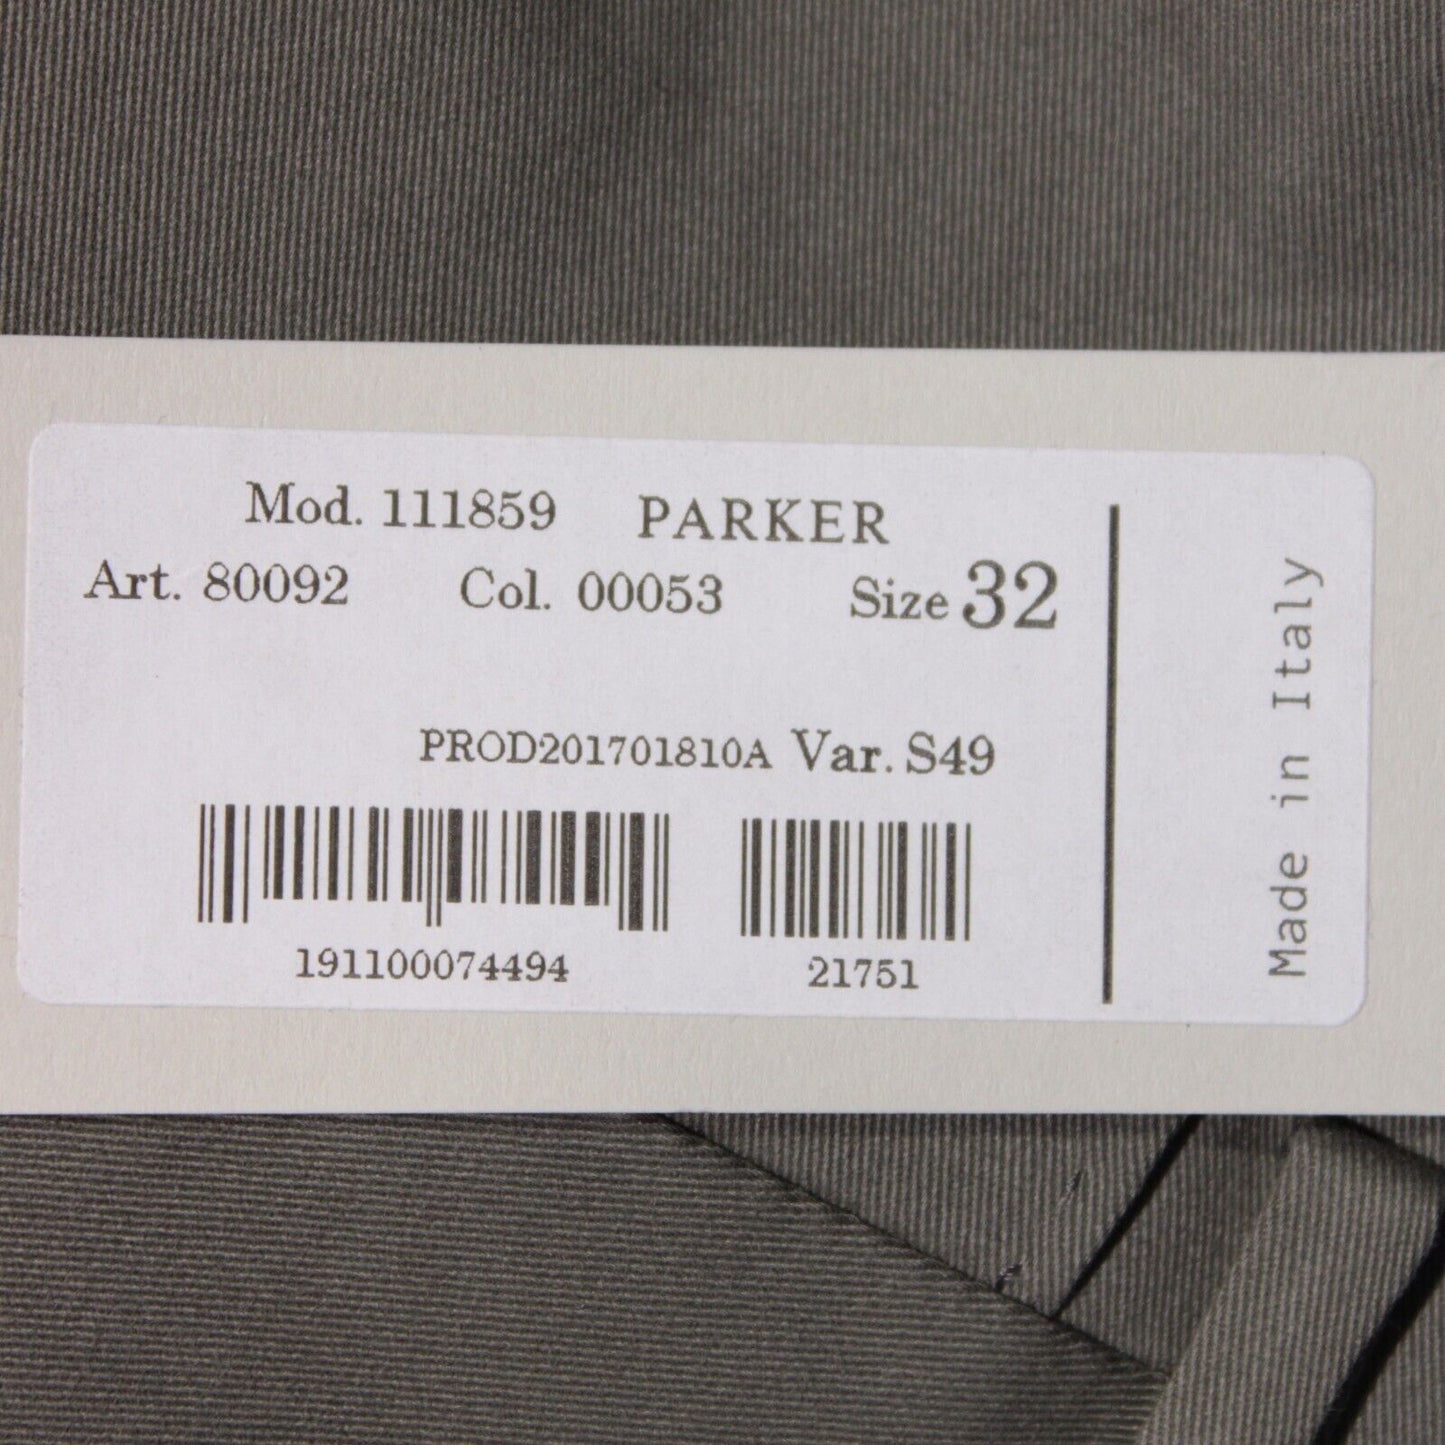 Mod. 111859 PARKER
Art. 80092 Col. 00053 Size 32
PROD201701810A Var. S49
191100074494 21751
Made in Italy